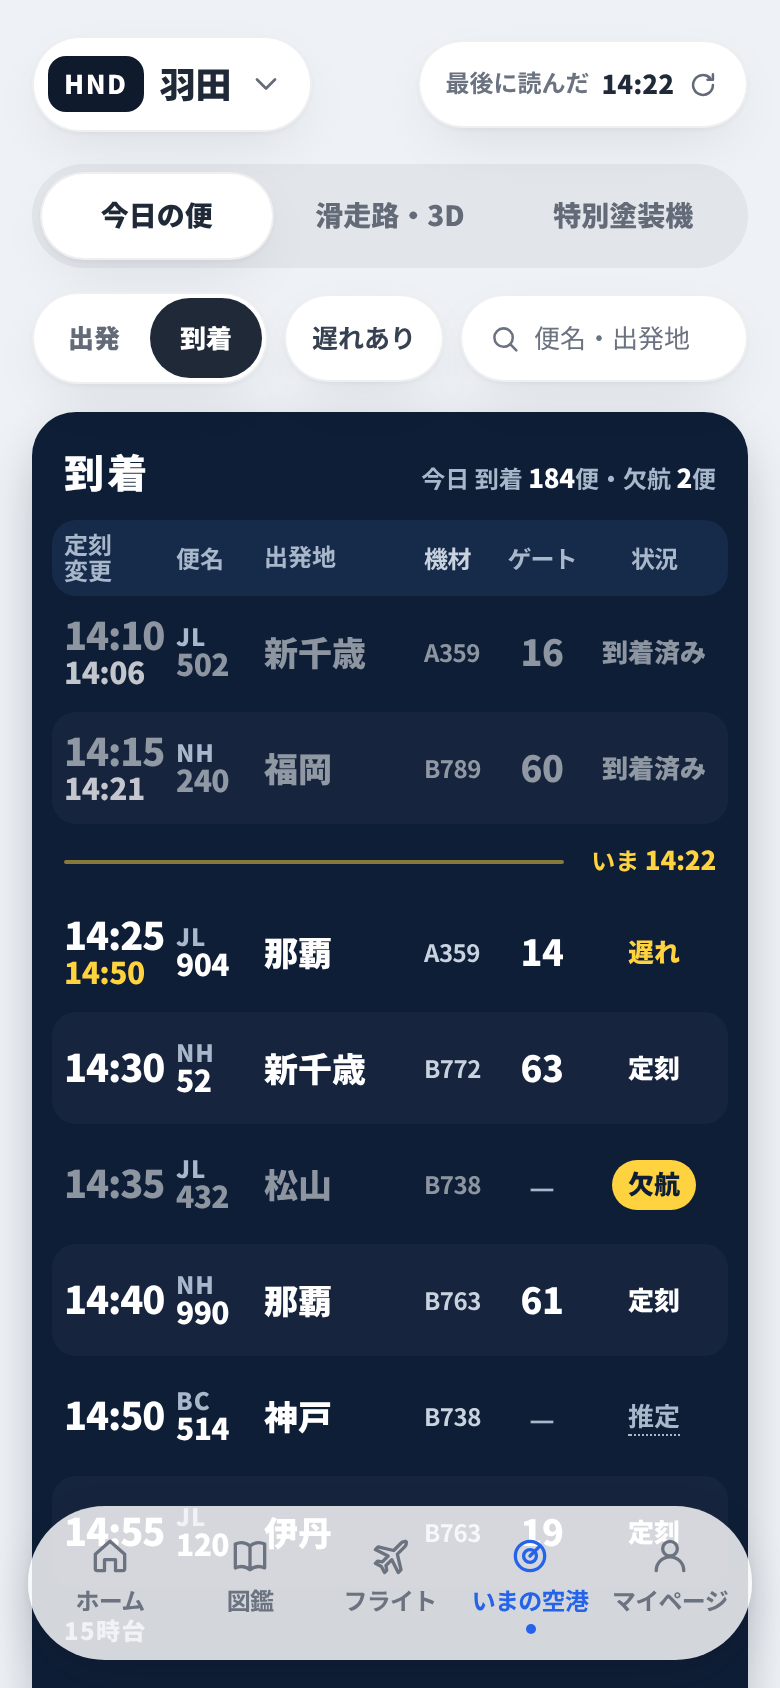 HND 羽田
最後に読んだ 14:22
今日の便 滑走路・3D 特別塗装機
出発 到着 遅れあり 便名・出発地
到着
今日 到着 184便・欠航 2便
定刻 変更 便名 出発地 機材 ゲート 状況
14:10 14:06 JL 502 新千歳 A359 16 到着済み
14:15 14:21 NH 240 福岡 B789 60 到着済み
いま 14:22
14:25 14:50 JL 904 那覇 A359 14 遅れ
14:30 NH 52 新千歳 B772 63 定刻
14:35 JL 432 松山 B738 — 欠航
14:40 NH 990 那覇 B763 61 定刻
14:50 BC 514 神戸 B738 — 推定
14:55 JL 120 伊丹 B763 19 定刻
ホーム 図鑑 フライト いまの空港 マイページ
15時台